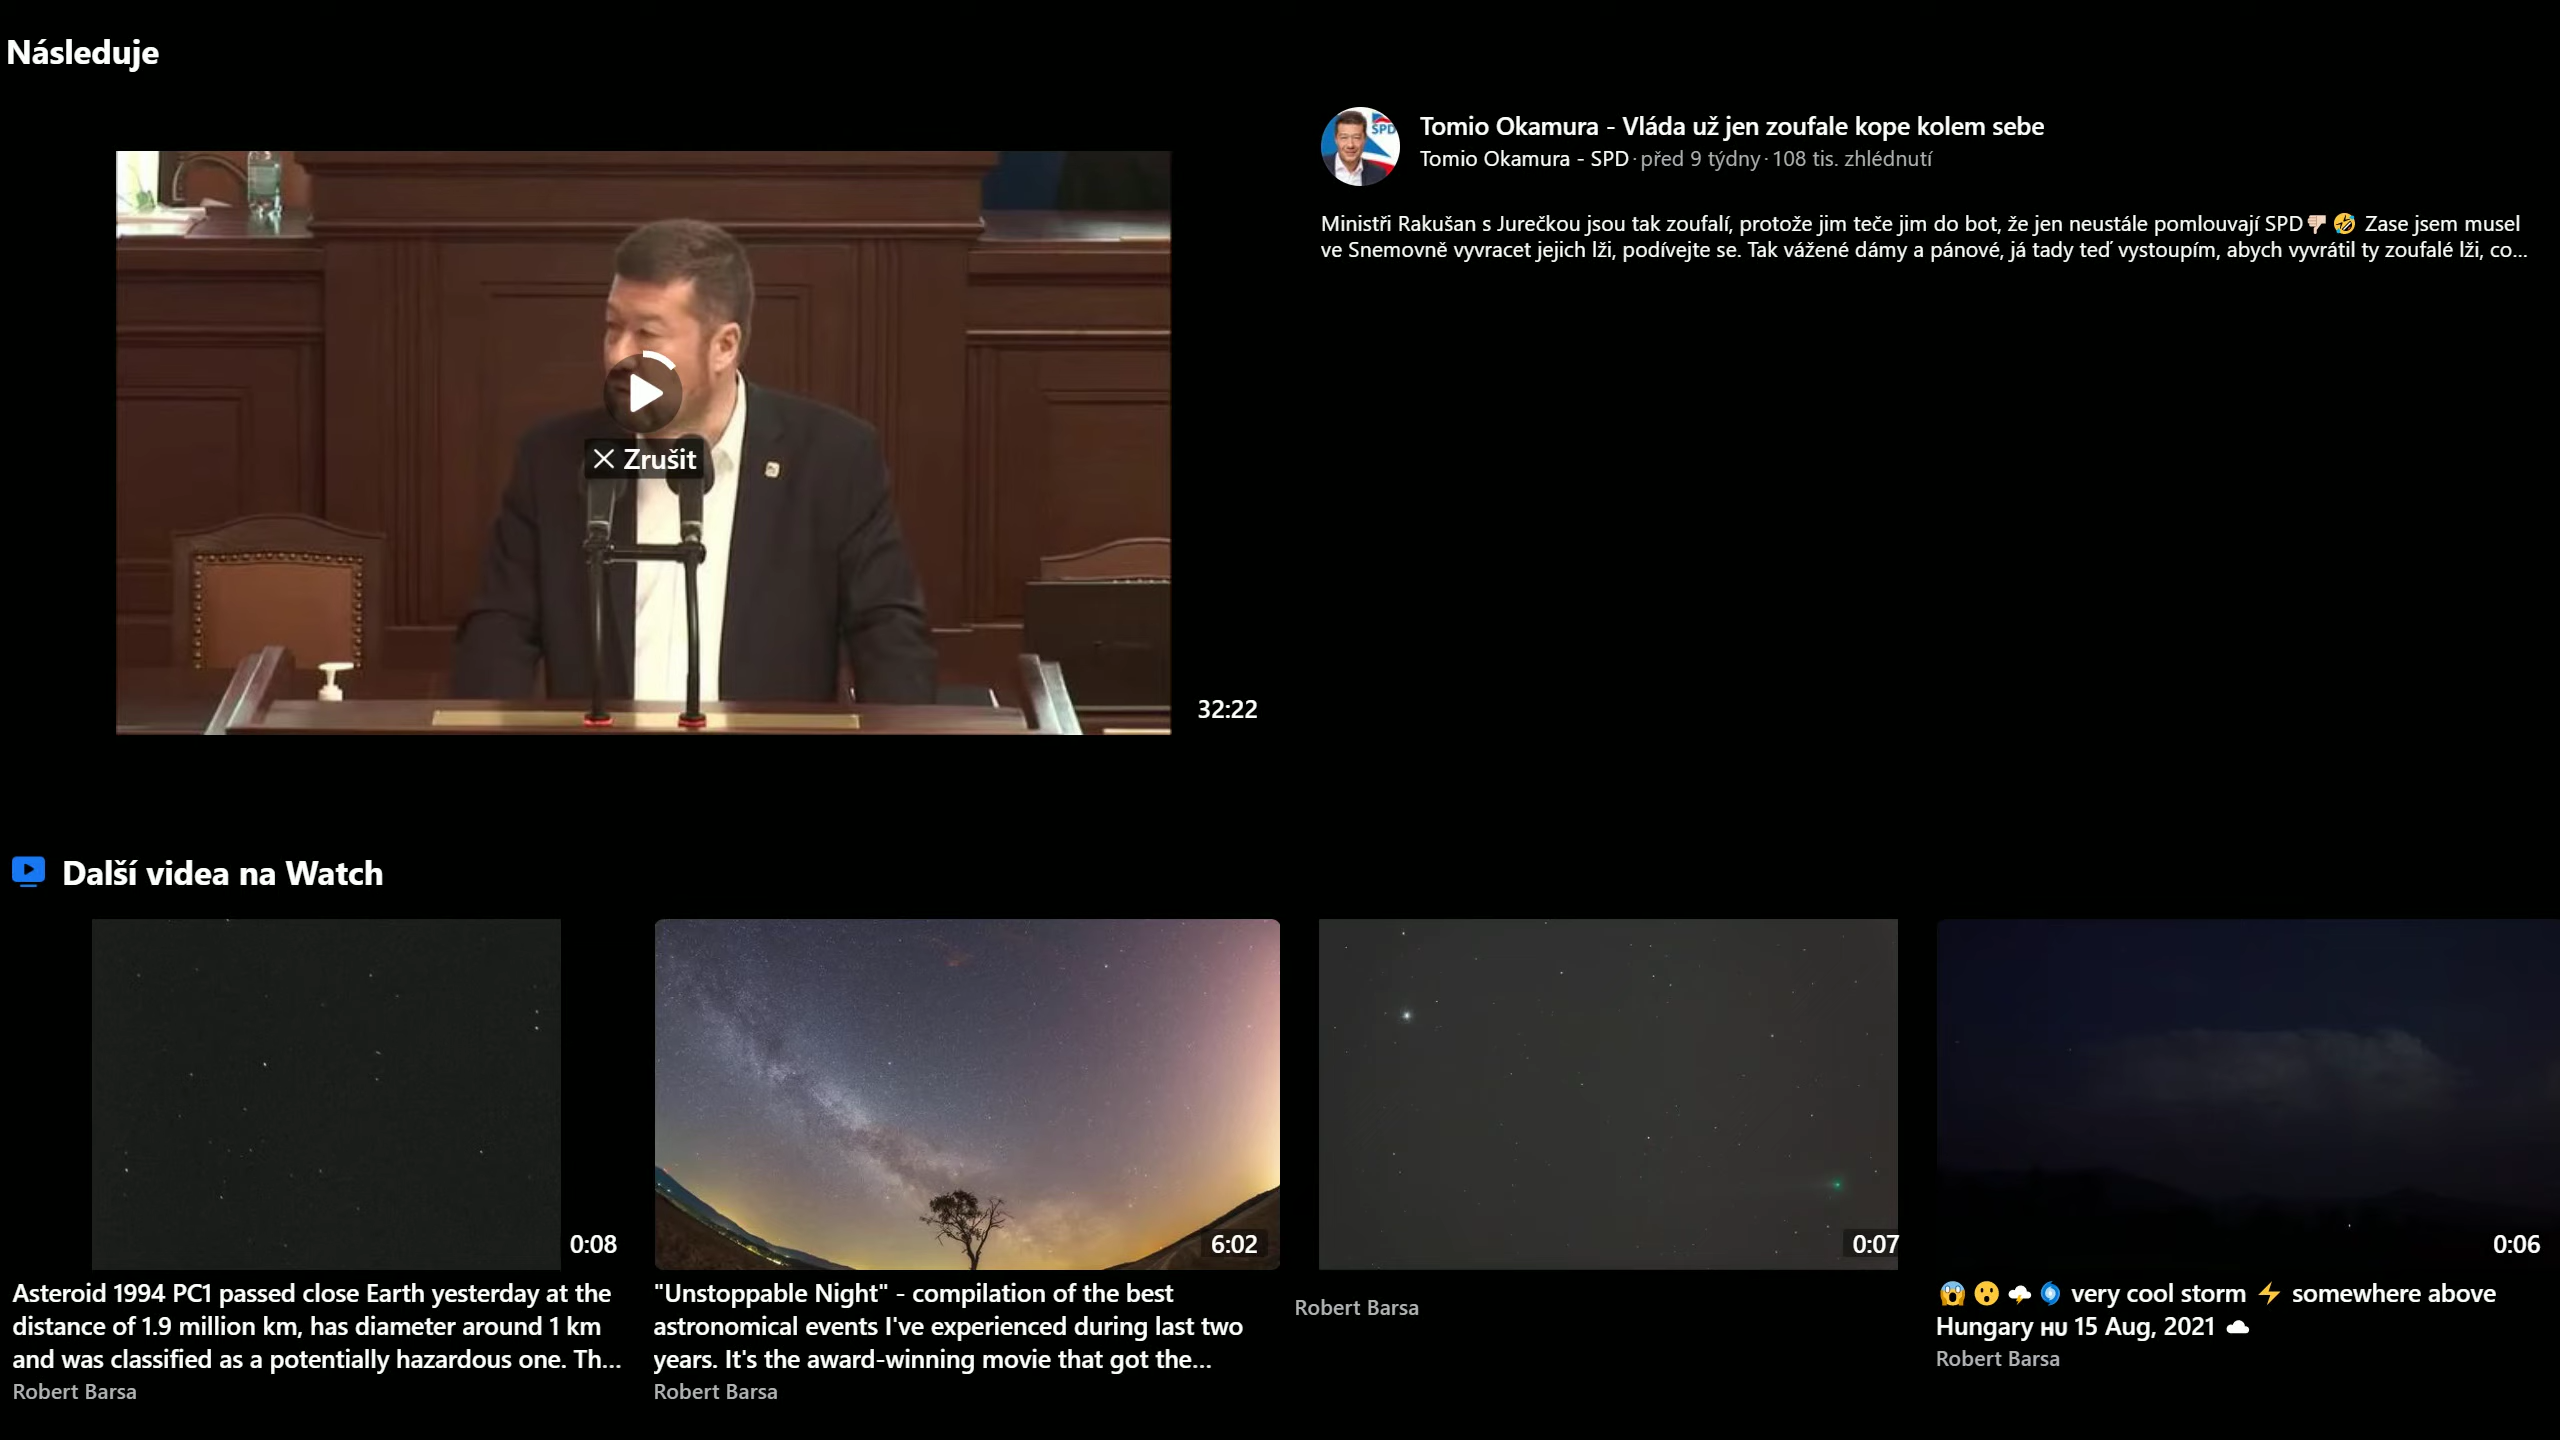 Následuje
SPD
Tomio Okamura - Vláda už jen zoufale kope kolem sebe
Tomio Okamura - SPD · před 9 týdny · 108 tis. zhlédnutí
Ministři Rakušan s Jurečkou jsou tak zoufalí, protože jim teče jim do bot, že jen neustále pomlouvají SPD👎🏻🤣 Zase jsem musel
ve Snemovně vyvracet jejich lži, podívejte se. Tak vážené dámy a pánové, já tady teď vystoupím, abych vyvrátil ty zoufalé lži, co...
Zrušit
32:22
Další videa na Watch
0:08
Asteroid 1994 PC1 passed close Earth yesterday at the
distance of 1.9 million km, has diameter around 1 km
and was classified as a potentially hazardous one. Th...
Robert Barsa
6:02
"Unstoppable Night" - compilation of the best
astronomical events I've experienced during last two
years. It's the award-winning movie that got the...
Robert Barsa
0:07
Robert Barsa
0:06
😱😮🌩️🌀 very cool storm ⚡ somewhere above
Hungary 🇭🇺 15 Aug, 2021 ☁️
Robert Barsa